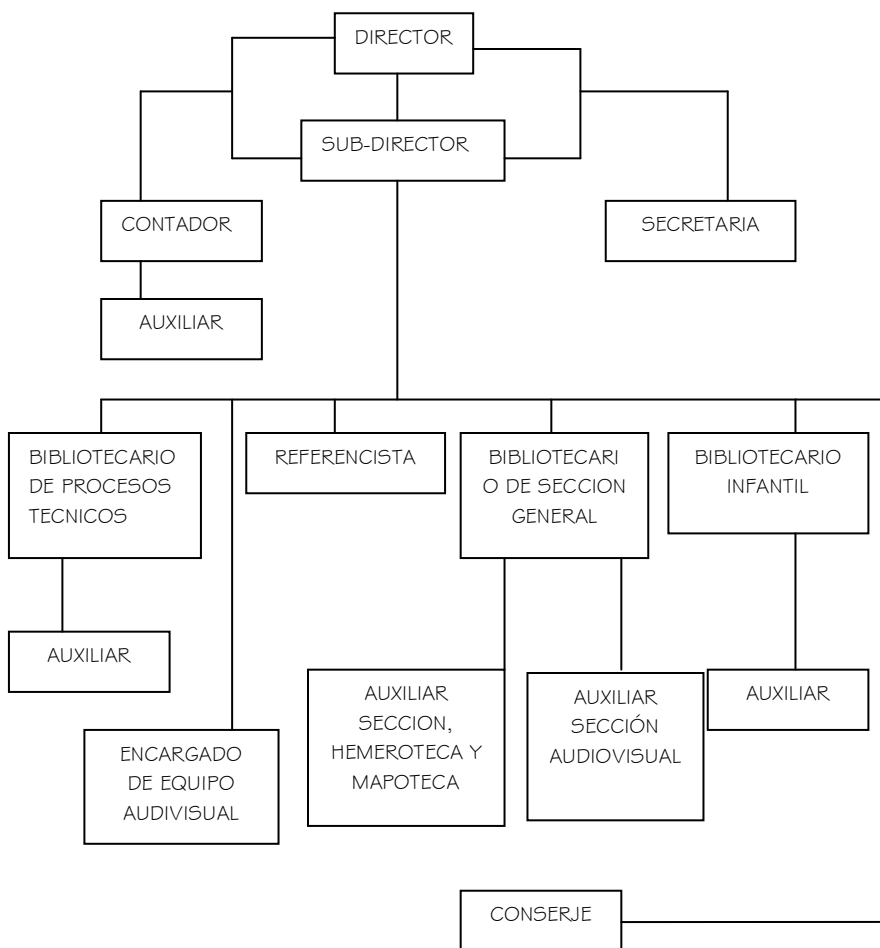 DIRECTOR
SUB-DIRECTOR
CONTADOR
SECRETARIA
AUXILIAR
BIBLIOTECARIO
DE PROCESOS
TECNICOS
REFERENCISTA
BIBLIOTECARI
O DE SECCION
GENERAL
BIBLIOTECARIO
INFANTIL
AUXILIAR
AUXILIAR
SECCION,
HEMEROTECA Y
MAPOTECA
AUXILIAR
SECCIÓN
AUDIOVISUAL
AUXILIAR
ENCARGADO
DE EQUIPO
AUDIVISUAL
CONSERJE